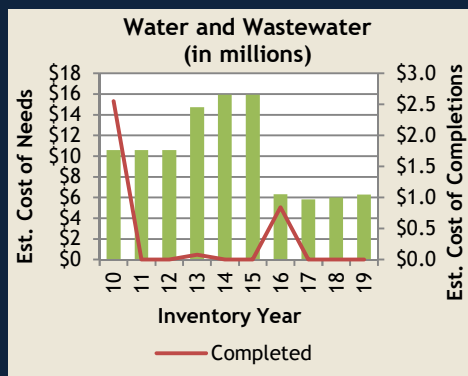 Water and Wastewater
(in millions)
Est. Cost of Needs
$18
$16
$14
$12
$10
$8
$6
$4
$2
$0
$3.0
$2.5
$2.0
$1.5
$1.0
$0.5
$0.0
Est. Cost of Completions
10 11 12 13 14 15 16 17 18 19
Inventory Year
Completed